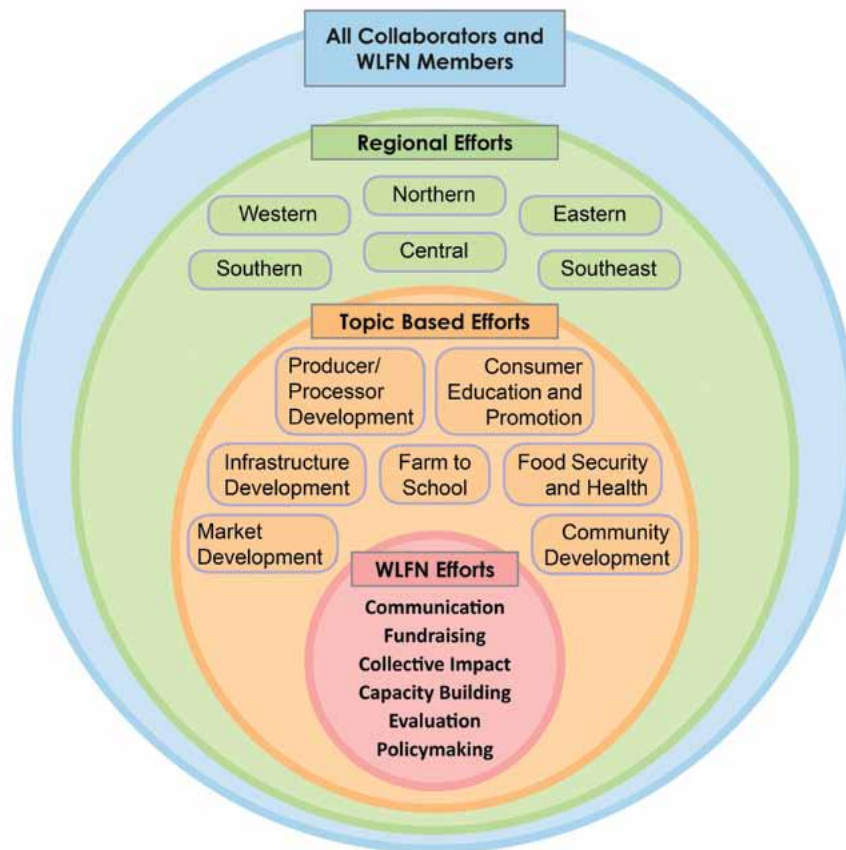 All Collaborators and
WLFN Members
Regional Efforts
Western
Northern
Eastern
Southern
Central
Southeast
Topic Based Efforts
Producer/
Processor
Development
Consumer
Education and
Promotion
Infrastructure
Development
Farm to
School
Food Security
and Health
Market
Development
Community
Development
WLFN Efforts
Communication
Fundraising
Collective Impact
Capacity Building
Evaluation
Policymaking